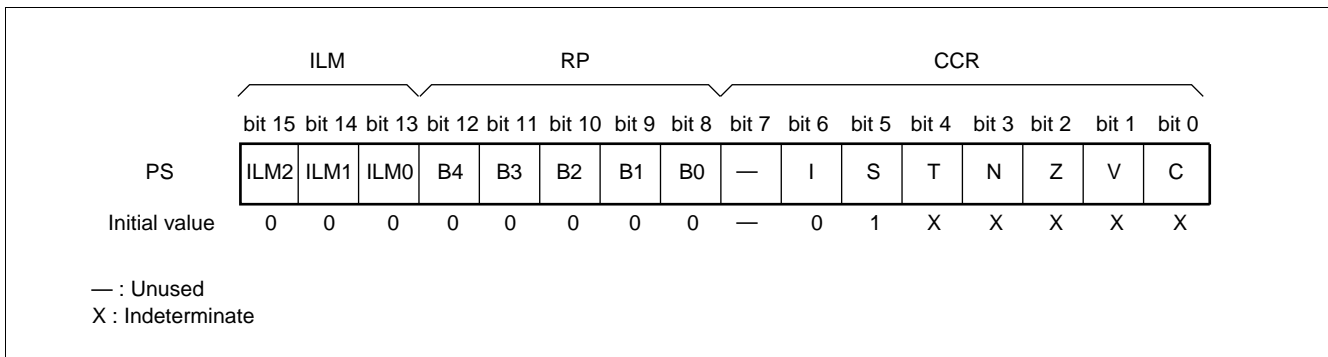 ILM RP CCR
bit 15 bit 14 bit 13 bit 12 bit 11 bit 10 bit 9 bit 8 bit 7 bit 6 bit 5 bit 4 bit 3 bit 2 bit 1 bit 0
PS ILM2 ILM1 ILM0 B4 B3 B2 B1 B0 — I S T N Z V C
Initial value 0 0 0 0 0 0 0 0 — 0 1 X X X X X
— : Unused
X : Indeterminate